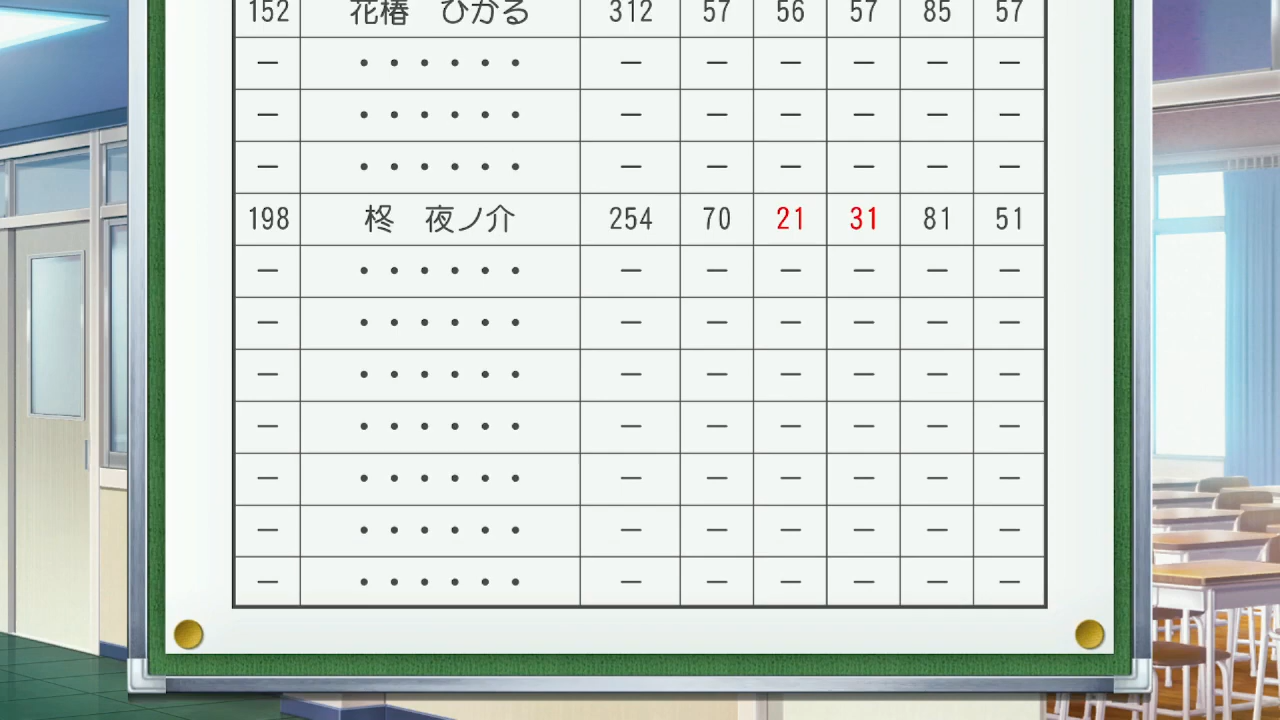 152 花椿 ひかる 312 57 56 57 85 57
— ・・・・・・ — — — — — —
— ・・・・・・ — — — — — —
— ・・・・・・ — — — — — —
198 柊 夜ノ介 254 70 21 31 81 51
— ・・・・・・ — — — — — —
— ・・・・・・ — — — — — —
— ・・・・・・ — — — — — —
— ・・・・・・ — — — — — —
— ・・・・・・ — — — — — —
— ・・・・・・ — — — — — —
— ・・・・・・ — — — — — —